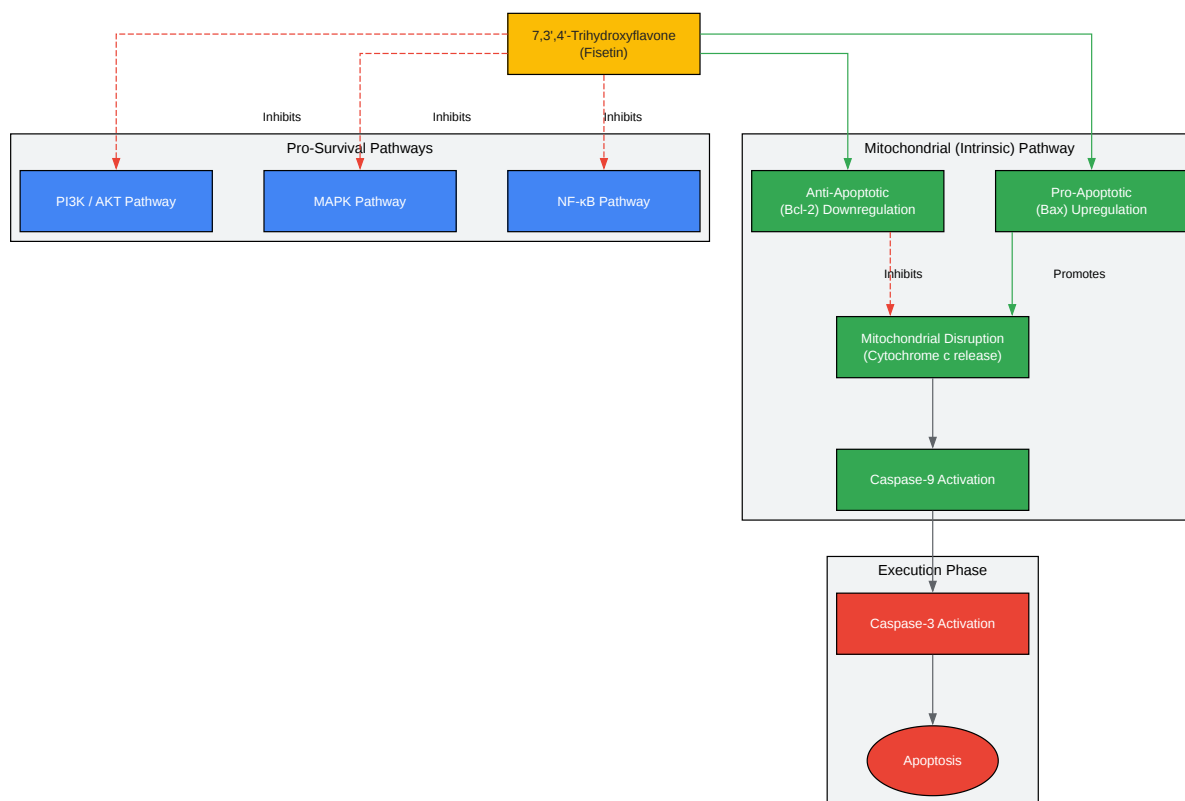 7,3',4'-Trihydroxyflavone
(Fisetin)
Inhibits
Inhibits
Inhibits
Pro-Survival Pathways
PI3K / AKT Pathway
MAPK Pathway
NF-κB Pathway
Mitochondrial (Intrinsic) Pathway
Anti-Apoptotic
(Bcl-2) Downregulation
Pro-Apoptotic
(Bax) Upregulation
Inhibits
Promotes
Mitochondrial Disruption
(Cytochrome c release)
Caspase-9 Activation
Execution Phase
Caspase-3 Activation
Apoptosis